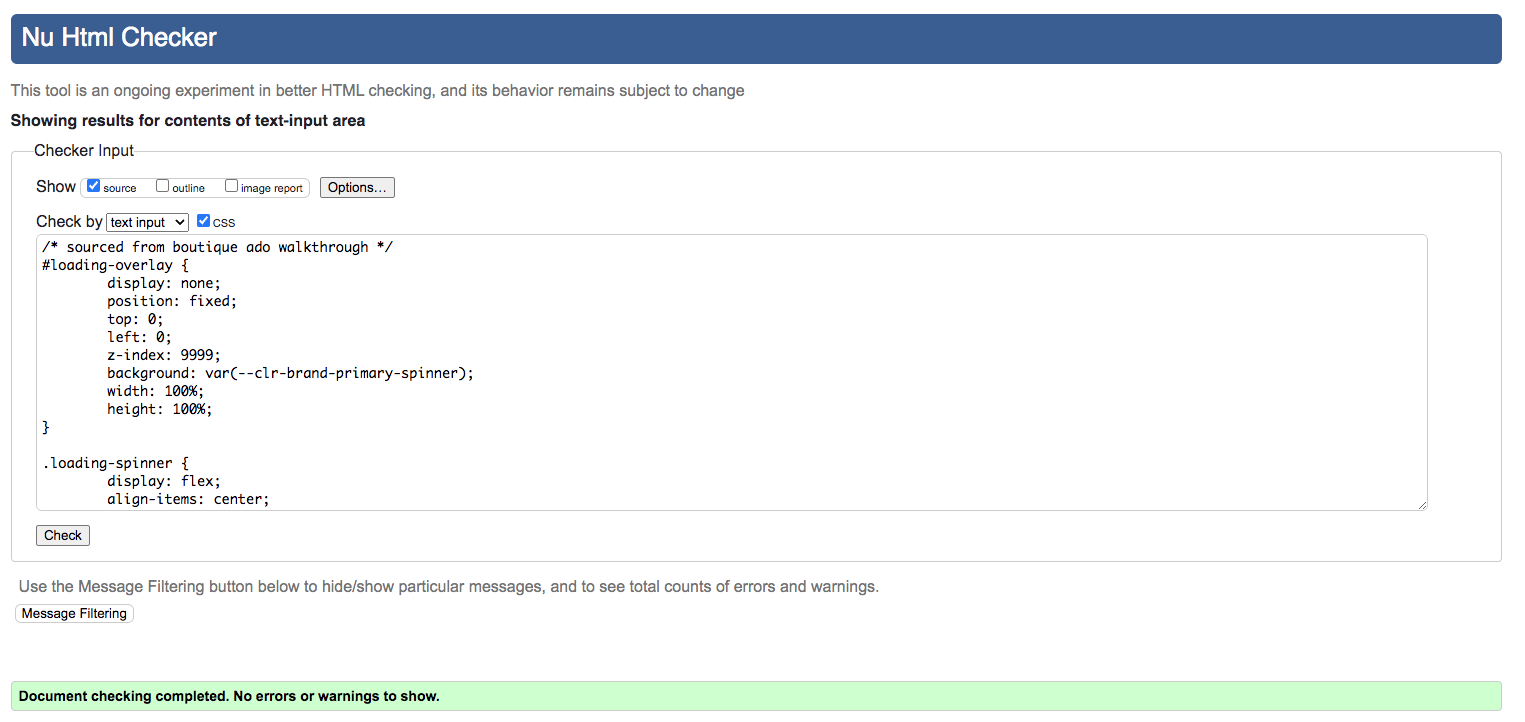 Nu Html Checker
This tool is an ongoing experiment in better HTML checking, and its behavior remains subject to change
Showing results for contents of text-input area
Checker Input
Show source outline image report Options...
Check by text input CSS
/* sourced from boutique ado walkthrough */
#loading-overlay {
        display: none;
        position: fixed;
        top: 0;
        left: 0;
        z-index: 9999;
        background: var(--clr-brand-primary-spinner);
        width: 100%;
        height: 100%;
}
.loading-spinner {
        display: flex;
        align-items: center;
Check
Use the Message Filtering button below to hide/show particular messages, and to see total counts of errors and warnings.
Message Filtering
Document checking completed. No errors or warnings to show.